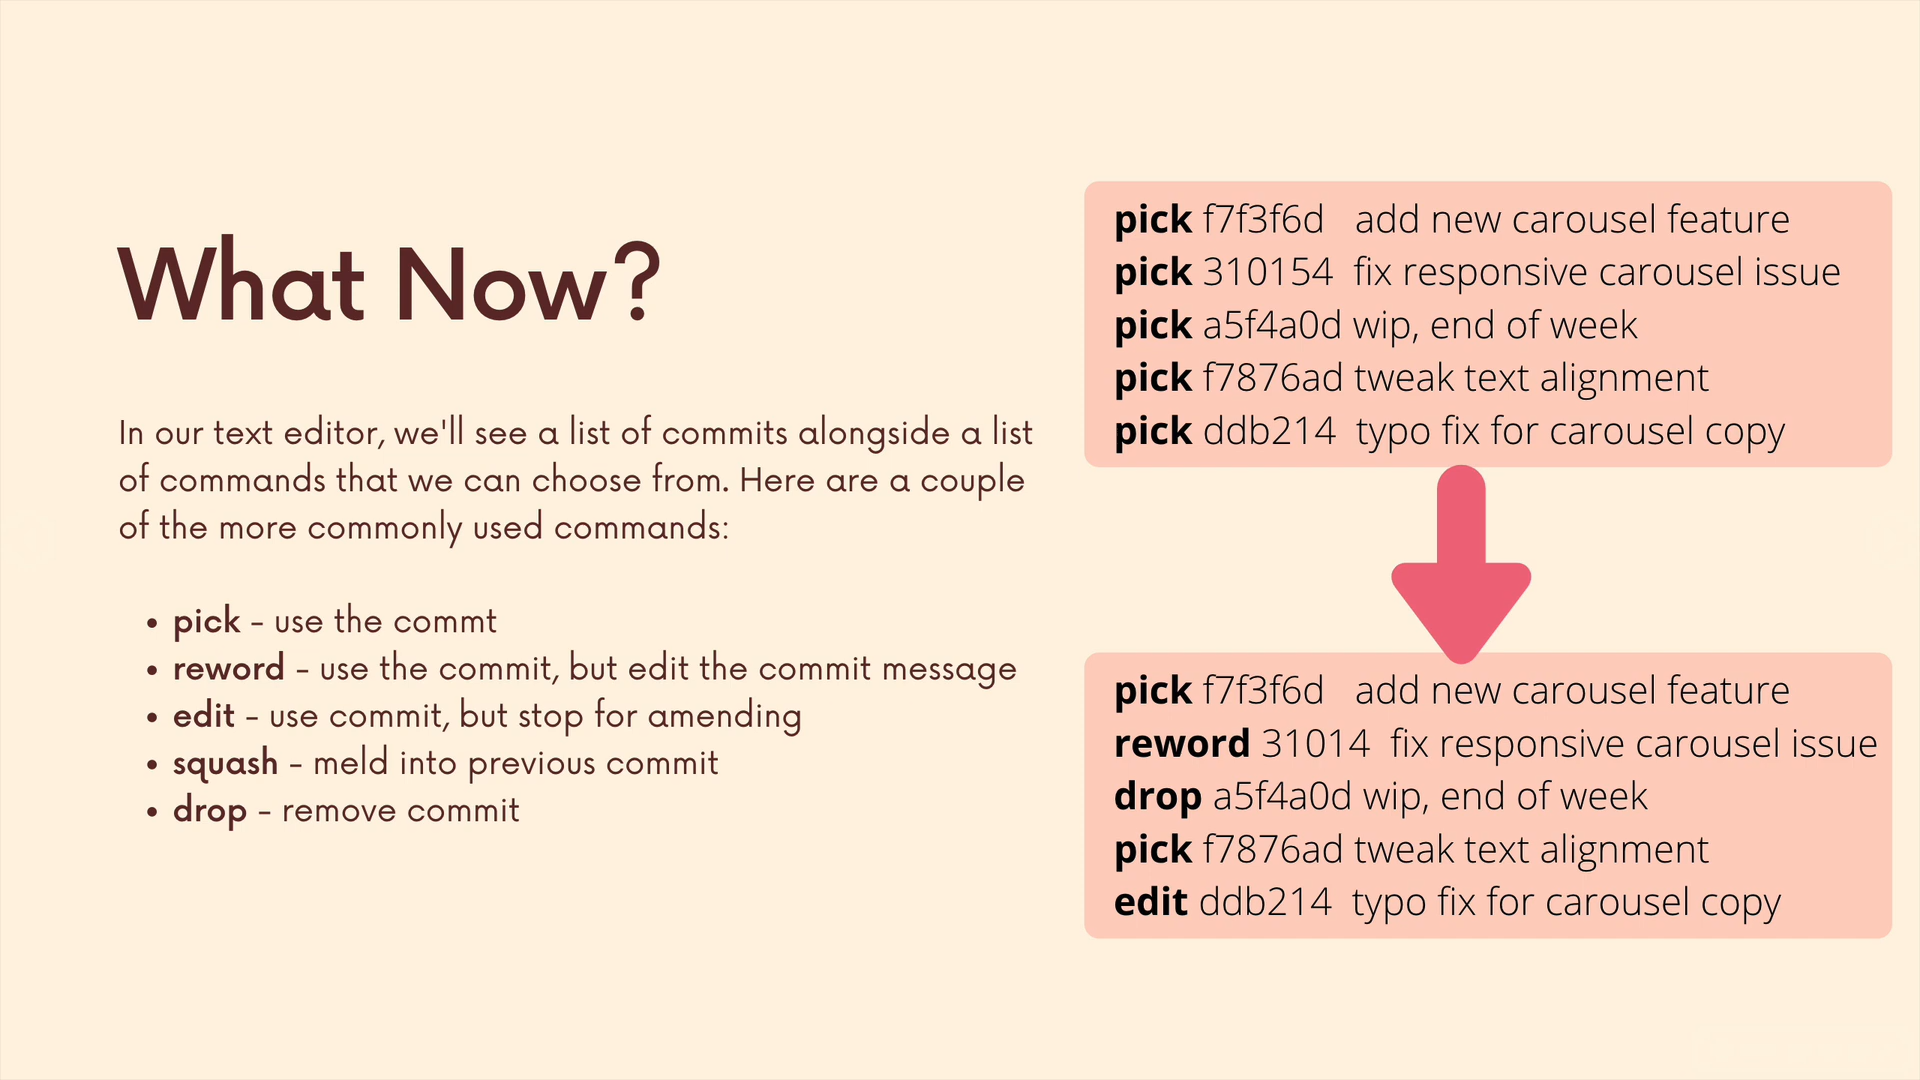 What Now?
In our text editor, we'll see a list of commits alongside a list
of commands that we can choose from. Here are a couple
of the more commonly used commands:
• pick - use the commt
• reword - use the commit, but edit the commit message
• edit - use commit, but stop for amending
• squash - meld into previous commit
• drop - remove commit
pick f7f3f6d add new carousel feature
pick 310154 fix responsive carousel issue
pick a5f4a0d wip, end of week
pick f7876ad tweak text alignment
pick ddb214 typo fix for carousel copy
pick f7f3f6d add new carousel feature
reword 31014 fix responsive carousel issue
drop a5f4a0d wip, end of week
pick f7876ad tweak text alignment
edit ddb214 typo fix for carousel copy